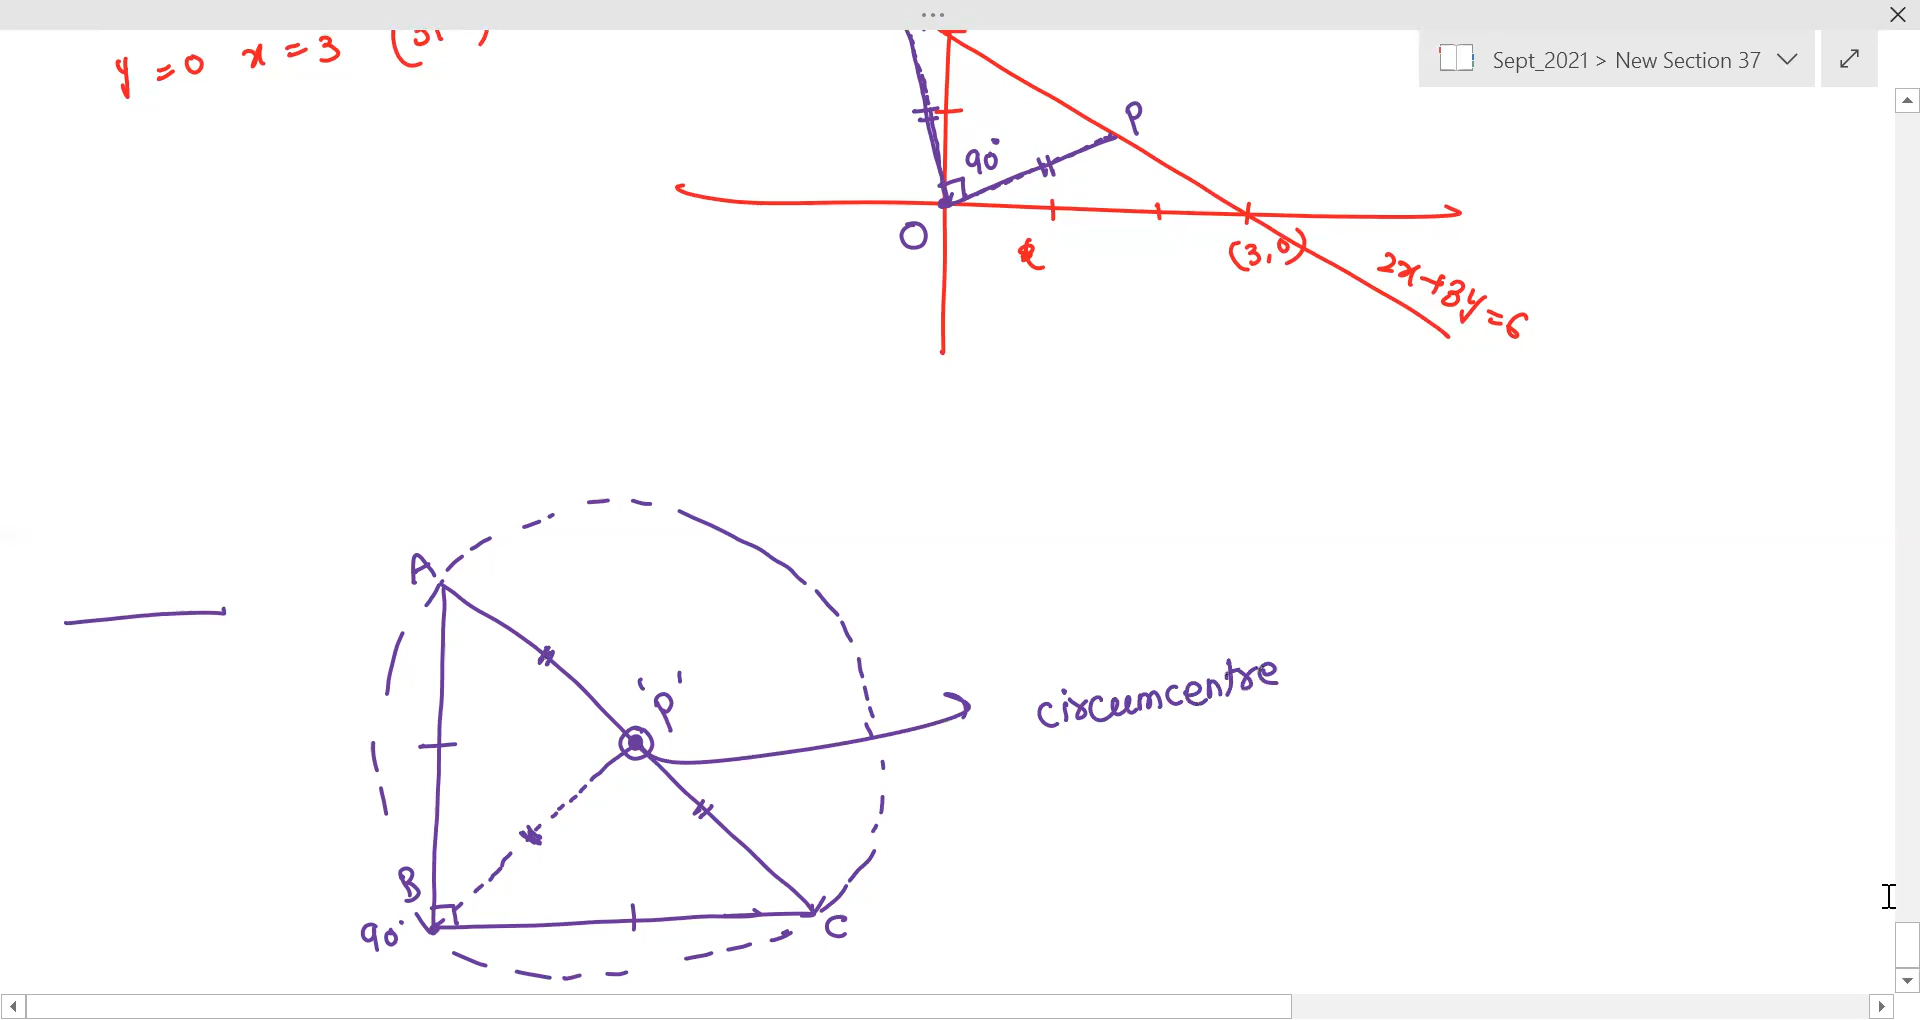 Sept_2021 > New Section 37
y = 0 x = 3
P
90°
O
(3, 0)
2x+3y=6
A
'P'
circumcentre
B
90°
C